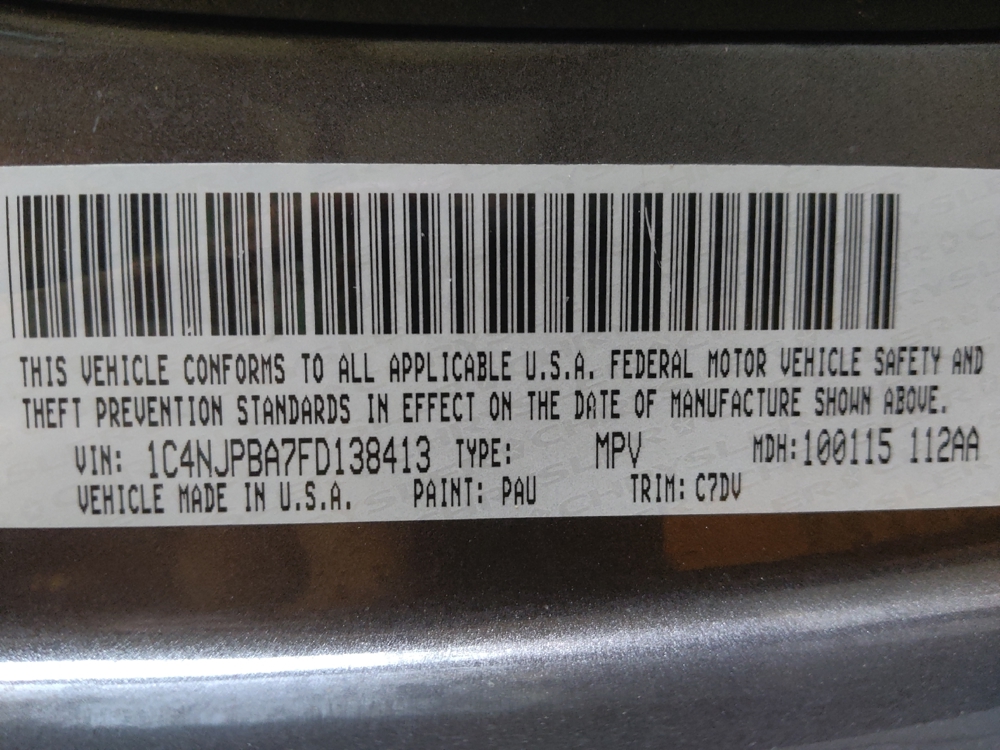 THIS VEHICLE CONFORMS TO ALL APPLICABLE U.S.A. FEDERAL MOTOR VEHICLE SAFETY AND
THEFT PREVENTION STANDARDS IN EFFECT ON THE DATE OF MANUFACTURE SHOWN ABOVE.
VIN: 1C4NJPBA7FD138413 TYPE: MPV MDH:100115 112AA
VEHICLE MADE IN U.S.A. PAINT: PAU TRIM: C7DV